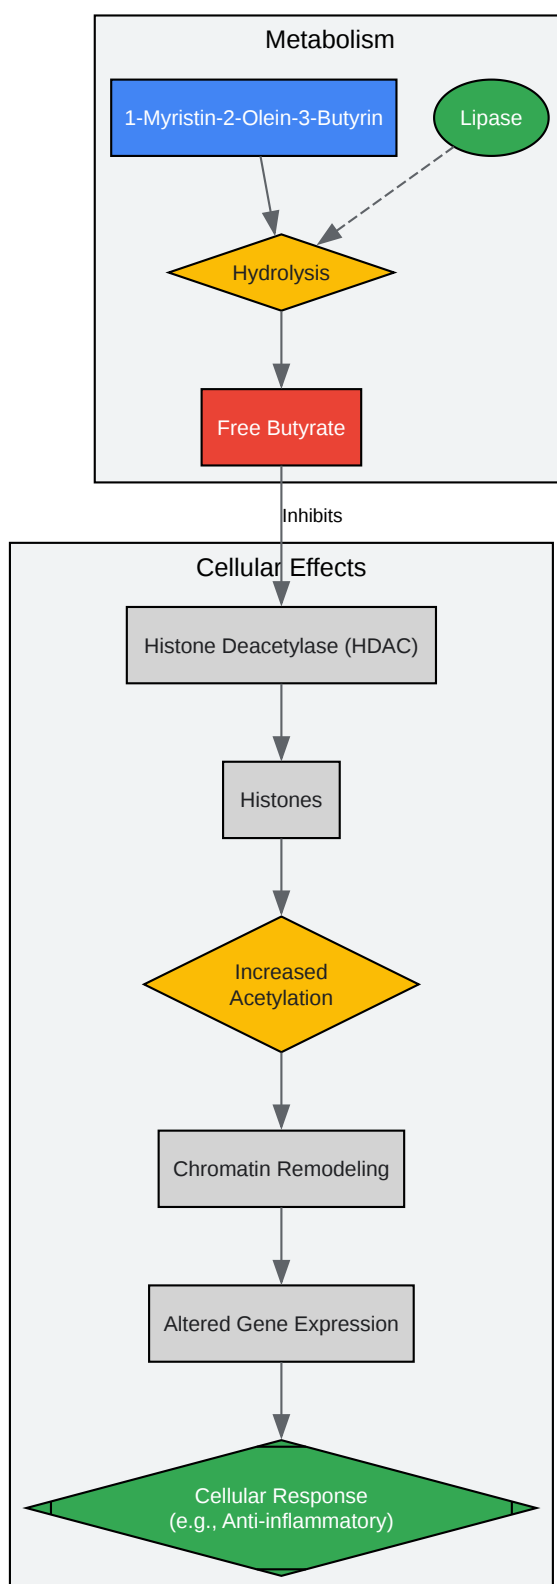 Metabolism
1-Myristin-2-Olein-3-Butyrin
Lipase
Hydrolysis
Free Butyrate
Inhibits
Cellular Effects
Histone Deacetylase (HDAC)
Histones
Increased
Acetylation
Chromatin Remodeling
Altered Gene Expression
Cellular Response
(e.g., Anti-inflammatory)